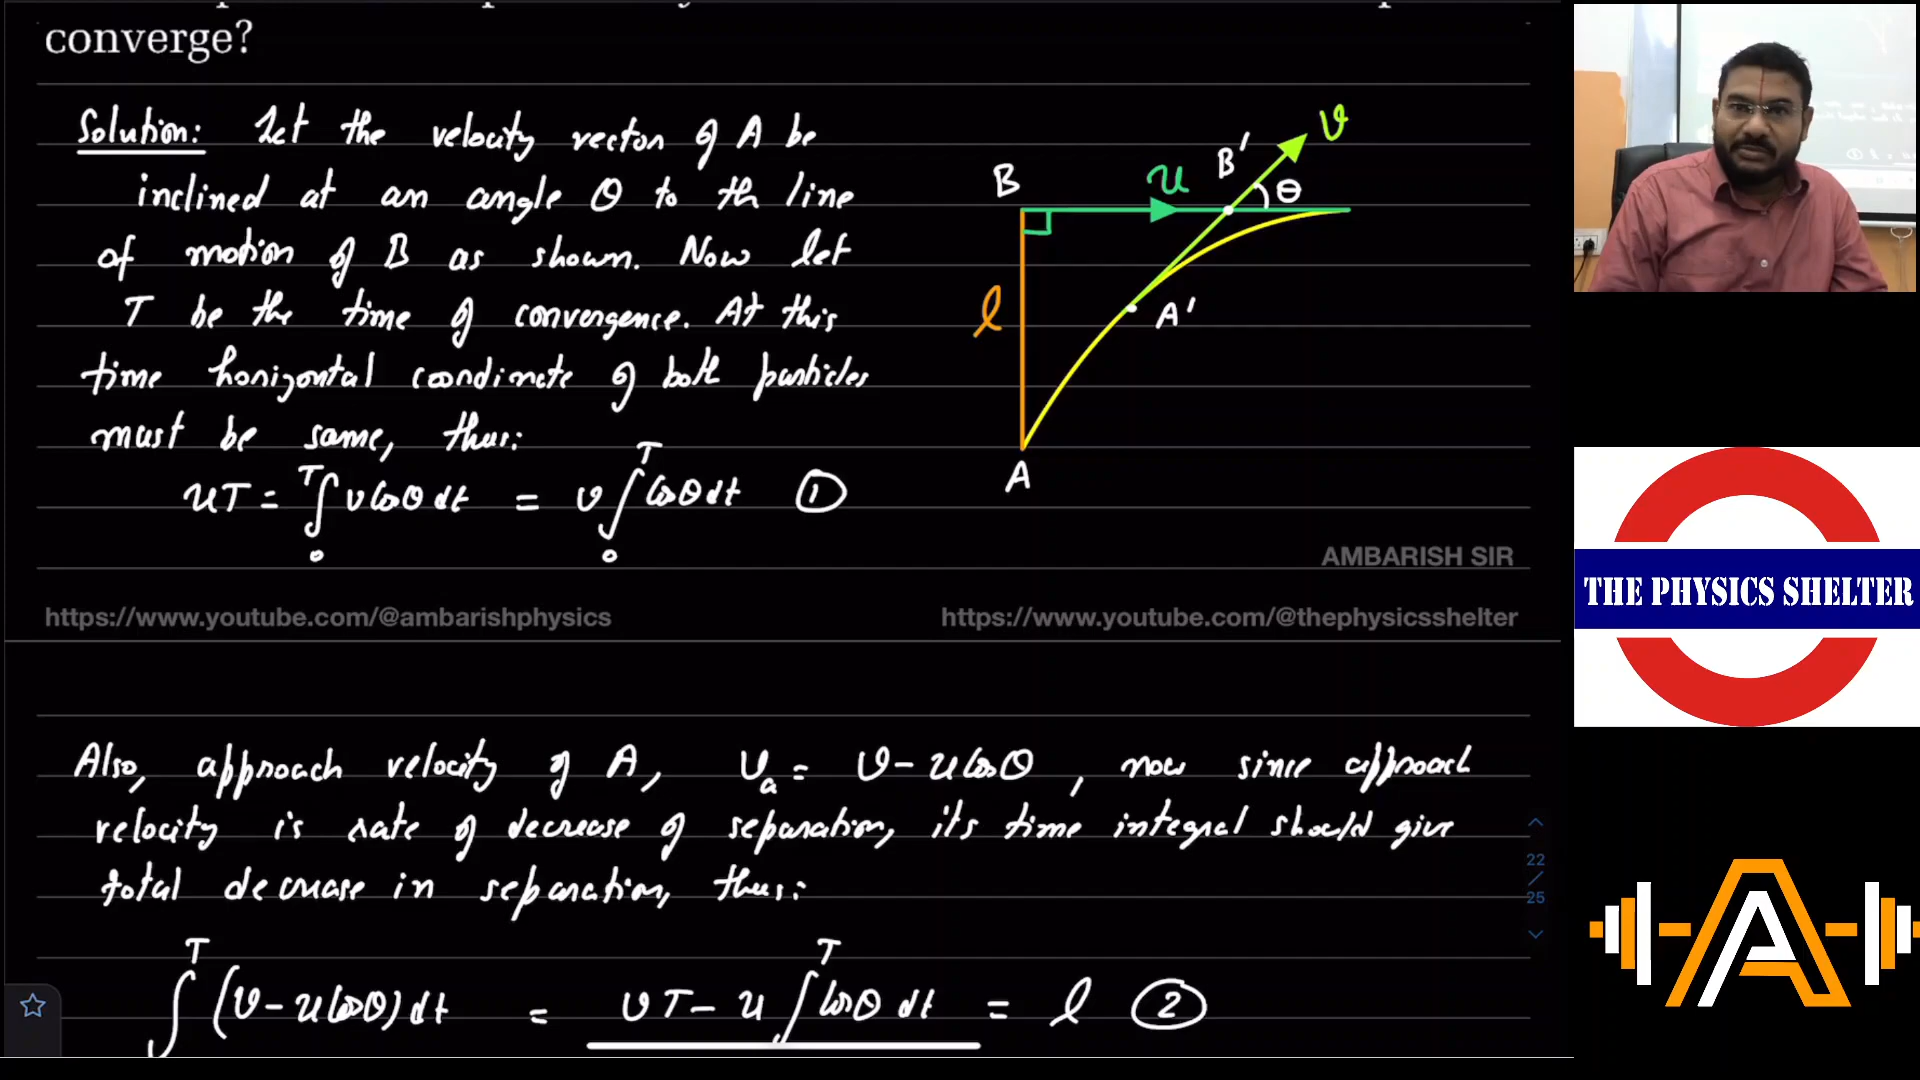 converge?
Solution: Let the velocity vector of A be
inclined at an angle θ to th line
of motion of B as shown. Now let
T be the time of convergence. At this
time horizontal coordinate of both particles
must be same, thus:
uT = ∫₀ᵀ v cosθ dt = v ∫₀ᵀ cosθ dt ①
B
u
B'
v
θ
l
A'
A
AMBARISH SIR
https://www.youtube.com/@ambarishphysics
https://www.youtube.com/@thephysicsshelter
Also, approach velocity of A, vₐ = v - u cosθ, now since approach
velocity is rate of decrease of separation, its time integral should give
total decrease in separation, thus:
∫ᵀ (v - u cosθ) dt = vT - u ∫ᵀ cosθ dt = l ②
22
/
25
THE PHYSICS SHELTER
A